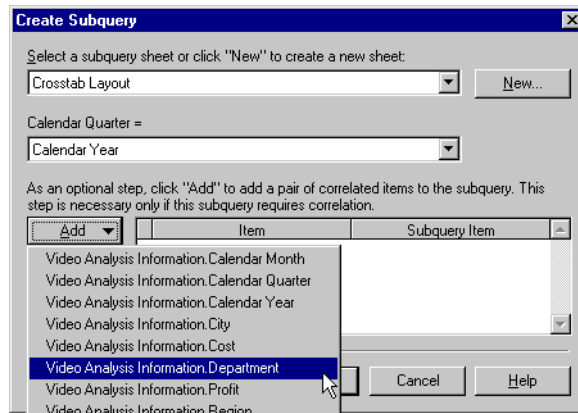 Create Subquery
Select a subquery sheet or click "New" to create a new sheet:
Crosstab Layout
New...
Calendar Quarter =
Calendar Year
As an optional step, click "Add" to add a pair of correlated items to the subquery. This
step is necessary only if this subquery requires correlation.
Add
Item
Subquery Item
Video Analysis Information.Calendar Month
Video Analysis Information.Calendar Quarter
Video Analysis Information.Calendar Year
Video Analysis Information.City
Video Analysis Information.Cost
Video Analysis Information.Department
Cancel
Help
Video Analysis Information.Profit
Video Analysis Information.Region